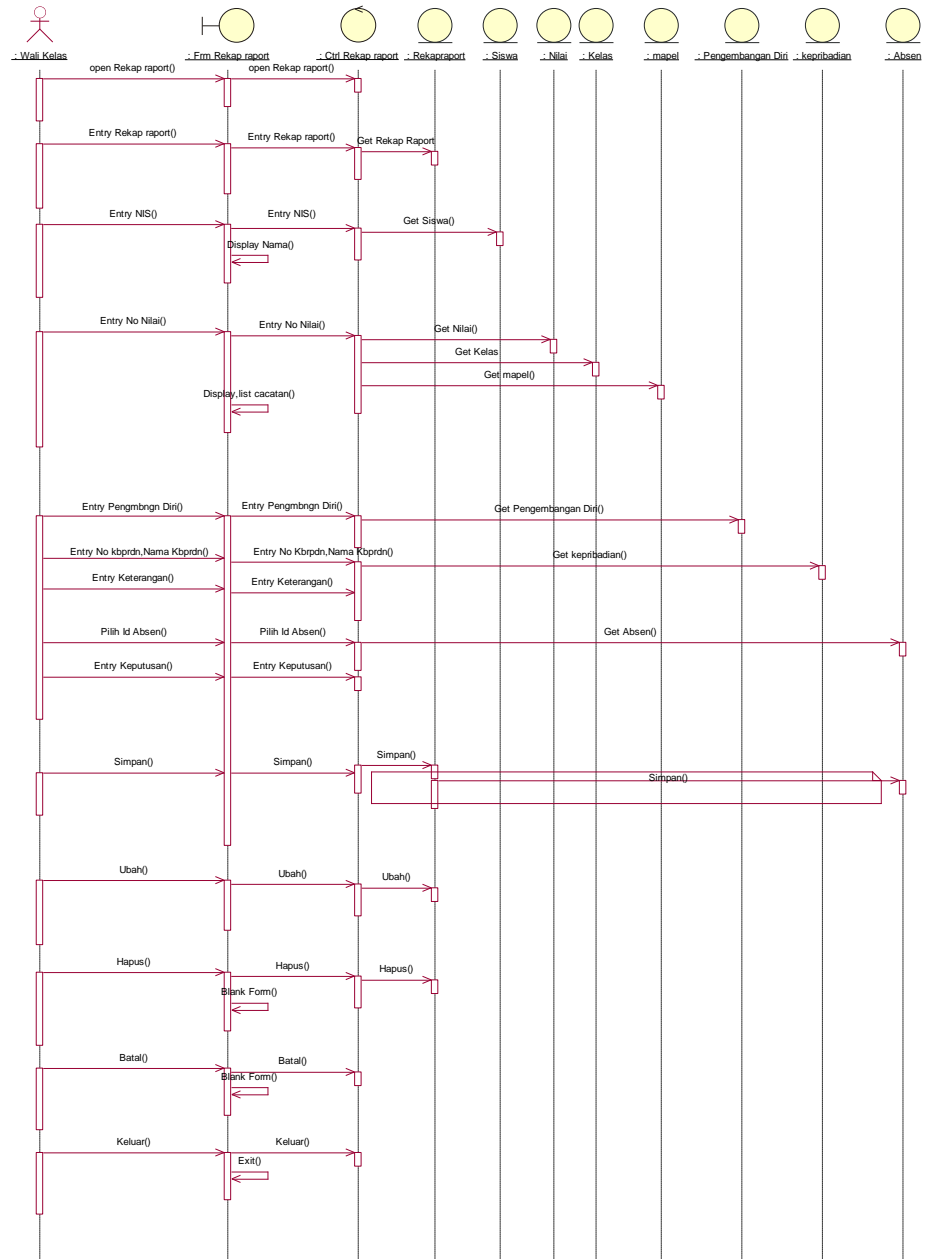 : Wali Kelas
: Frm Rekap raport
: Ctrl Rekap raport
: Rekapraport
: Siswa
: Nilai
: Kelas
: mapel
: Pengembangan Diri
: kepribadian
: Absen
open Rekap raport()
open Rekap raport()
Entry Rekap raport()
Entry Rekap raport()
Get Rekap Raport
Entry NIS()
Entry NIS()
Get Siswa()
Display Nama()
Entry No Nilai()
Entry No Nilai()
Get Nilai()
Get Kelas
Get mapel()
Display,list cacatan()
Entry Pengmbngn Diri()
Entry Pengmbngn Diri()
Get Pengembangan Diri()
Entry No kbprdn,Nama Kbprdn()
Entry No Kbrpdn,Nama Kbprdn()
Get kepribadian()
Entry Keterangan()
Entry Keterangan()
Pilih Id Absen()
Pilih Id Absen()
Get Absen()
Entry Keputusan()
Entry Keputusan()
Simpan()
Simpan()
Simpan()
Simpan()
Ubah()
Ubah()
Ubah()
Hapus()
Hapus()
Hapus()
Blank Form()
Batal()
Batal()
Blank Form()
Keluar()
Keluar()
Exit()